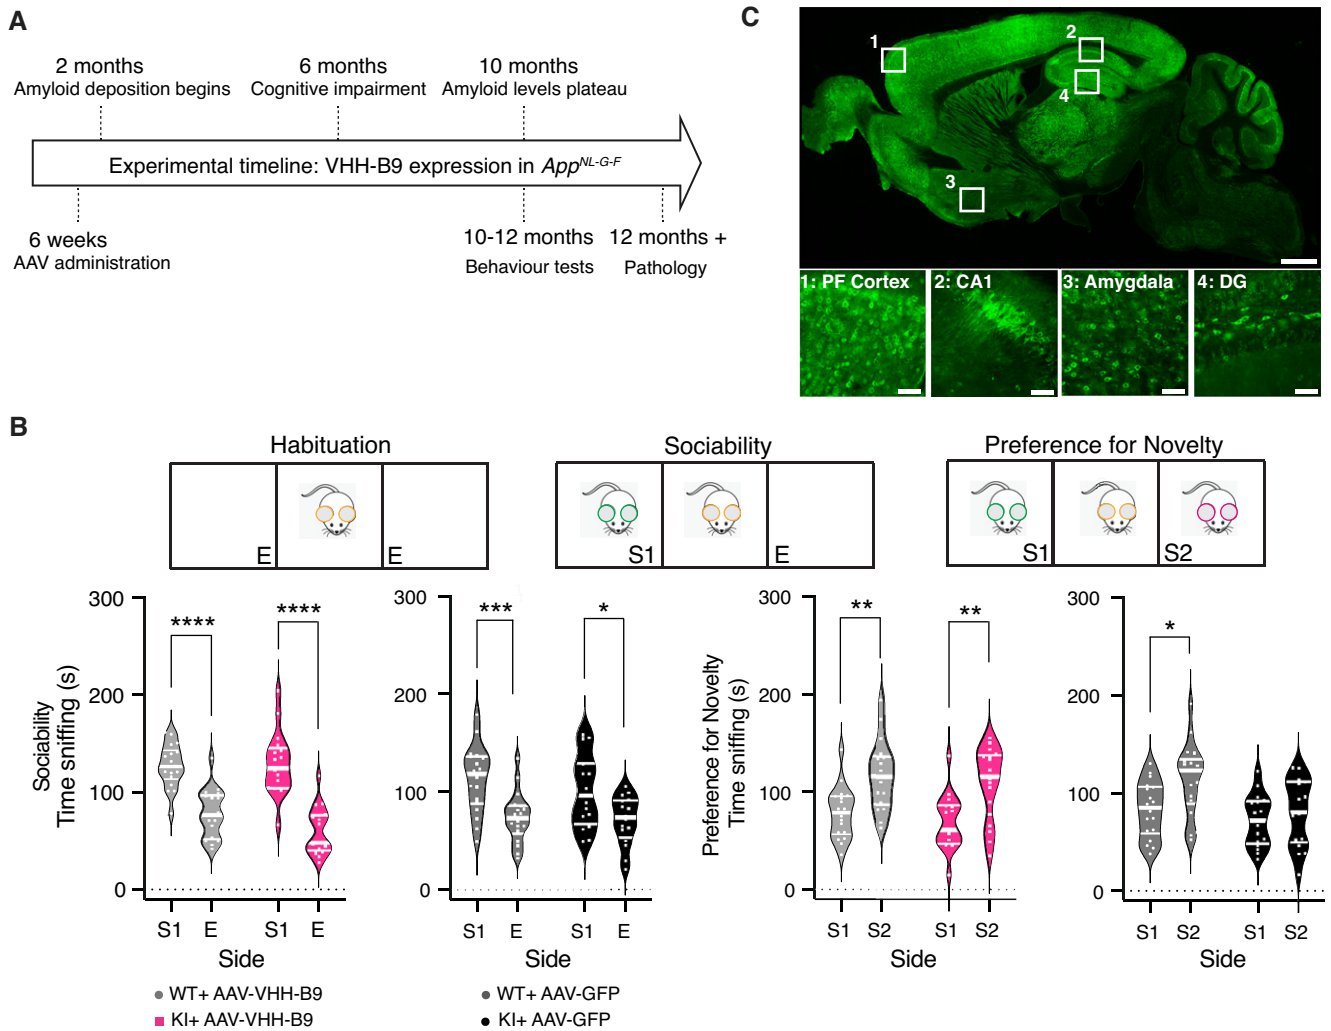 A
2 months
Amyloid deposition begins
6 months
Cognitive impairment
10 months
Amyloid levels plateau
Experimental timeline: VHH-B9 expression in App^NL-G-F
6 weeks
AAV administration
10-12 months
Behaviour tests
12 months +
Pathology
C
1
2
3
4
1: PF Cortex
2: CA1
3: Amygdala
4: DG
B
Habituation
E
E
Sociability
S1
E
Preference for Novelty
S1
S2
Sociability
Time sniffing (s)
300
200
100
0
****
****
S1 E S1 E
Side
300
200
100
0
***
*
S1 E S1 E
Side
Preference for Novelty
Time sniffing (s)
300
200
100
0
**
**
S1 S2 S1 S2
Side
300
200
100
0
*
S1 S2 S1 S2
Side
WT+ AAV-VHH-B9
KI+ AAV-VHH-B9
WT+ AAV-GFP
KI+ AAV-GFP